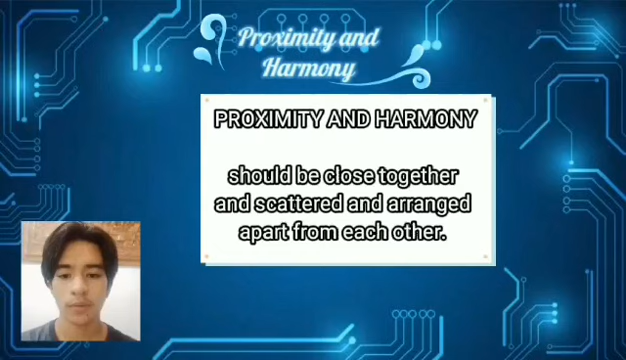 Proximity and
Harmony
PROXIMITY AND HARMONY
should be close together
and scattered and arranged
apart from each other.